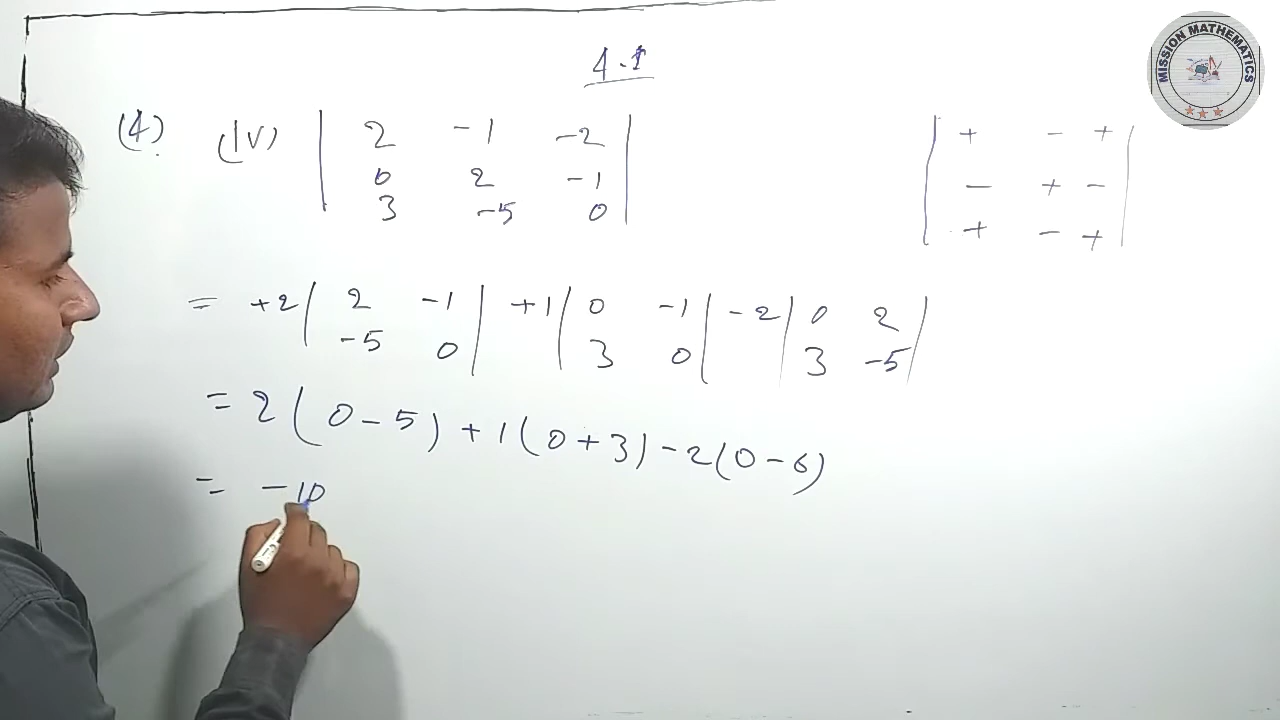 MISSION MATHEMATICS
4.1
(4) (IV) | 2 -1 -2 |
| 0 2 -1 |
| 3 -5 0 |
| + - + |
| - + - |
| + - + |
= +2 | 2 -1 | +1 | 0 -1 | -2 | 0 2 |
| -5 0 | | 3 0 | | 3 -5 |
= 2 ( 0 - 5 ) + 1 ( 0 + 3 ) - 2 ( 0 - 6 )
= - 10